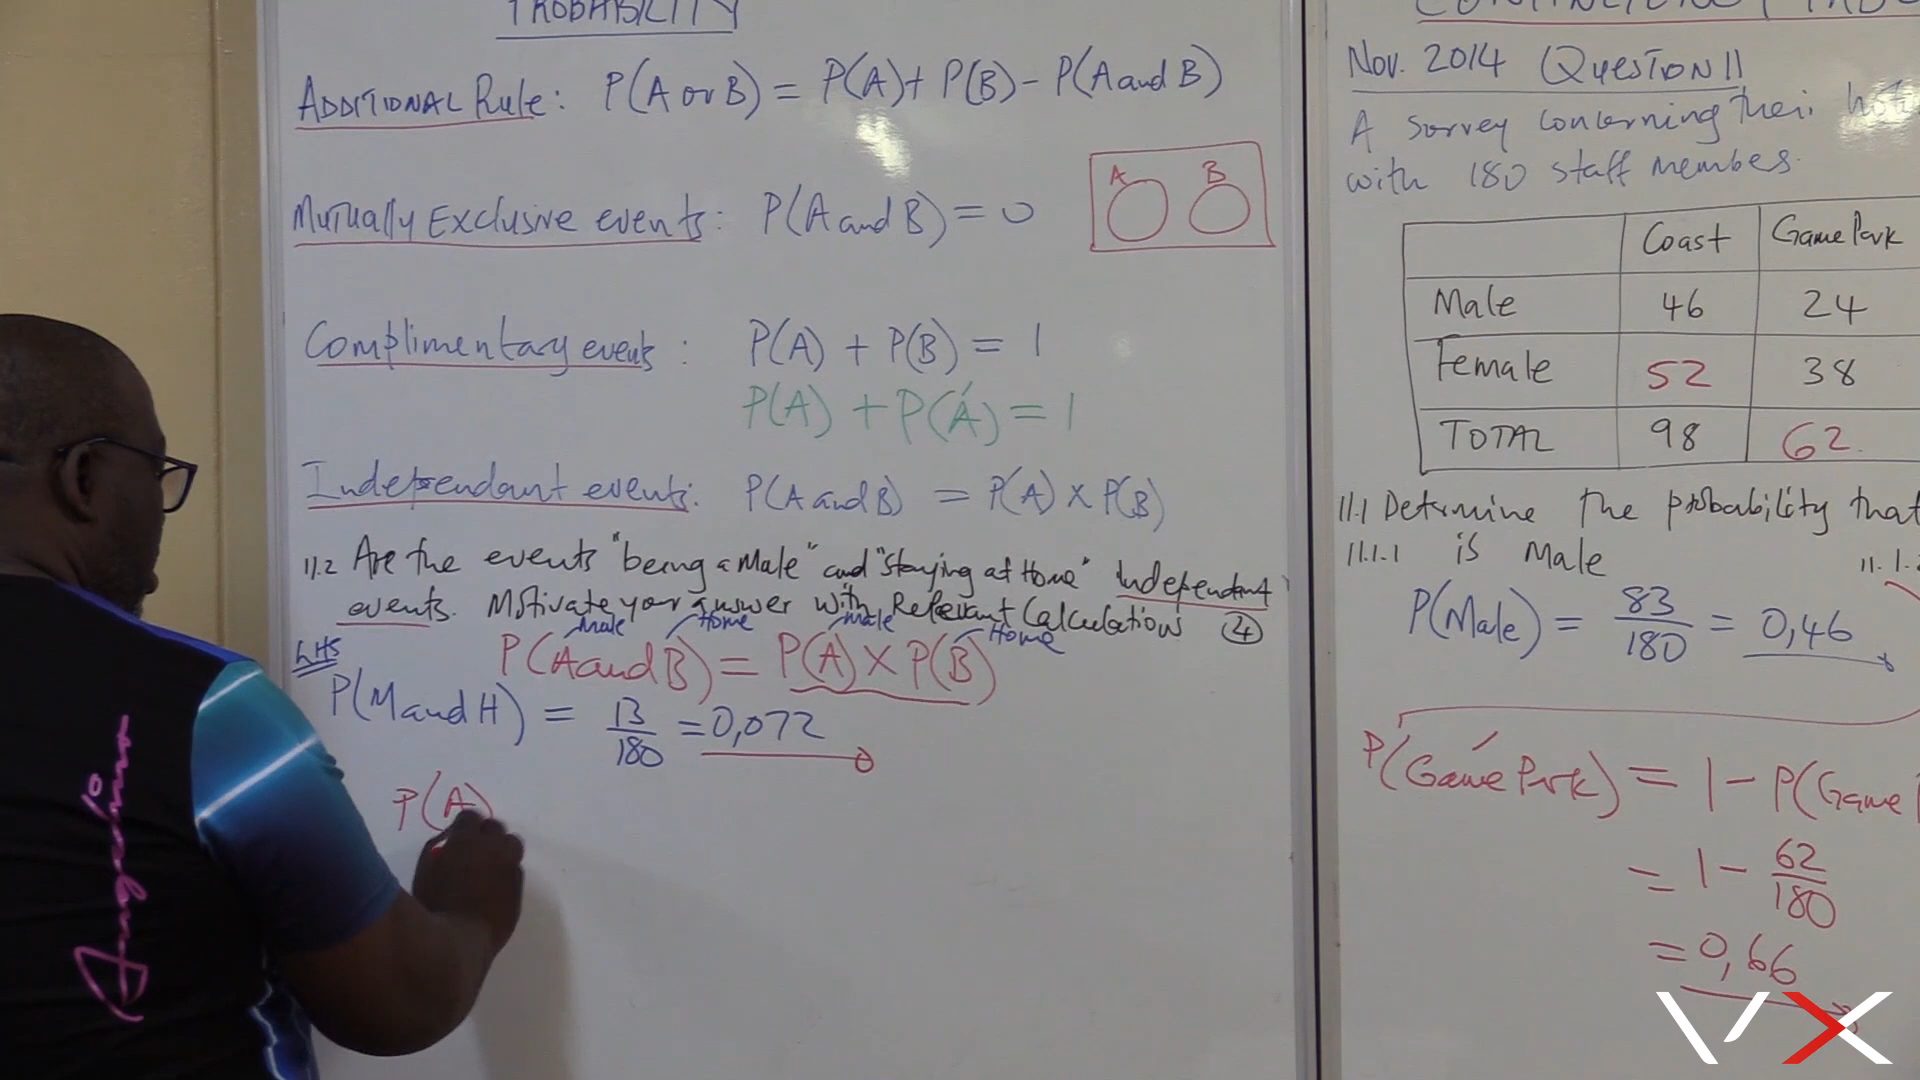 PROBABILITY
ADDITIONAL Rule: P(A or B) = P(A) + P(B) - P(A and B)
Mutually Exclusive events: P(A and B) = 0
A B
Complimentary events: P(A) + P(B) = 1
P(A) + P(A') = 1
Independant events: P(A and B) = P(A) x P(B)
11.2 Are the events "being a Male" and "Staying at Home" Independant
events. Motivate your answer with Relevant Calculations (4)
Male Home Male Home
P(A and B) = P(A) x P(B)
LHS
P(M and H) = 13/180 = 0,072
P(A)
Nov. 2014 (QUESTION 11
A survey concerning their
with 180 staff membes.
Coast Game Park
Male 46 24
Female 52 38
TOTAL 98 62.
11.1 Determine the probability that
11.1.1 is Male 11.1.2
P(Male) = 83/180 = 0,46
P(Game Park)' = 1 - P(Game P
= 1 - 62/180
= 0,66
VX
Angelino